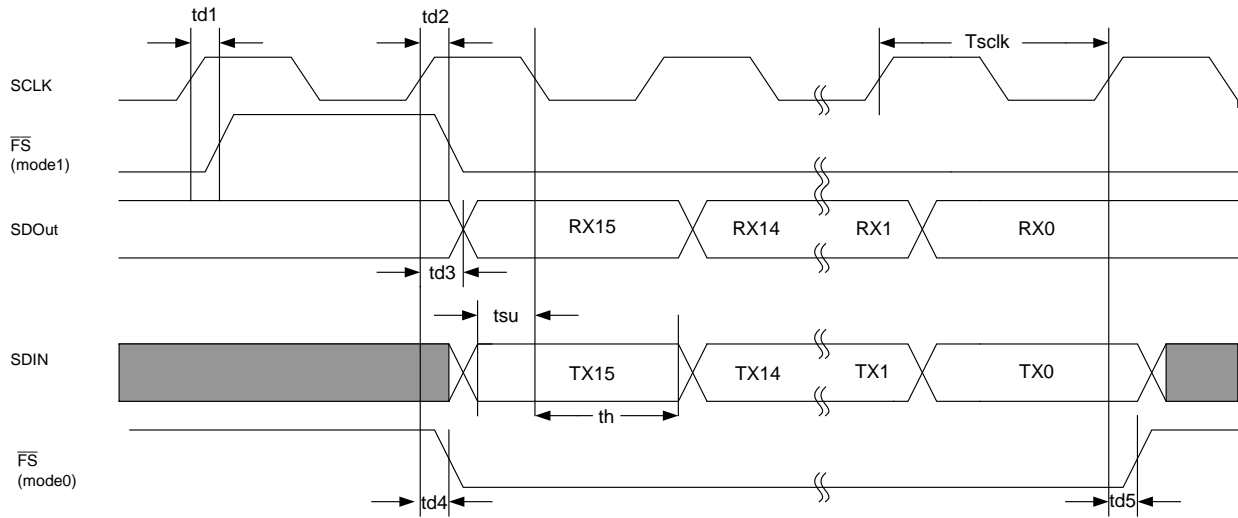 td1
td2
Tsclk
SCLK
FS
(mode1)
SDOut
RX15
RX14
RX1
RX0
td3
tsu
SDIN
TX15
TX14
TX1
TX0
th
FS
(mode0)
td4
td5